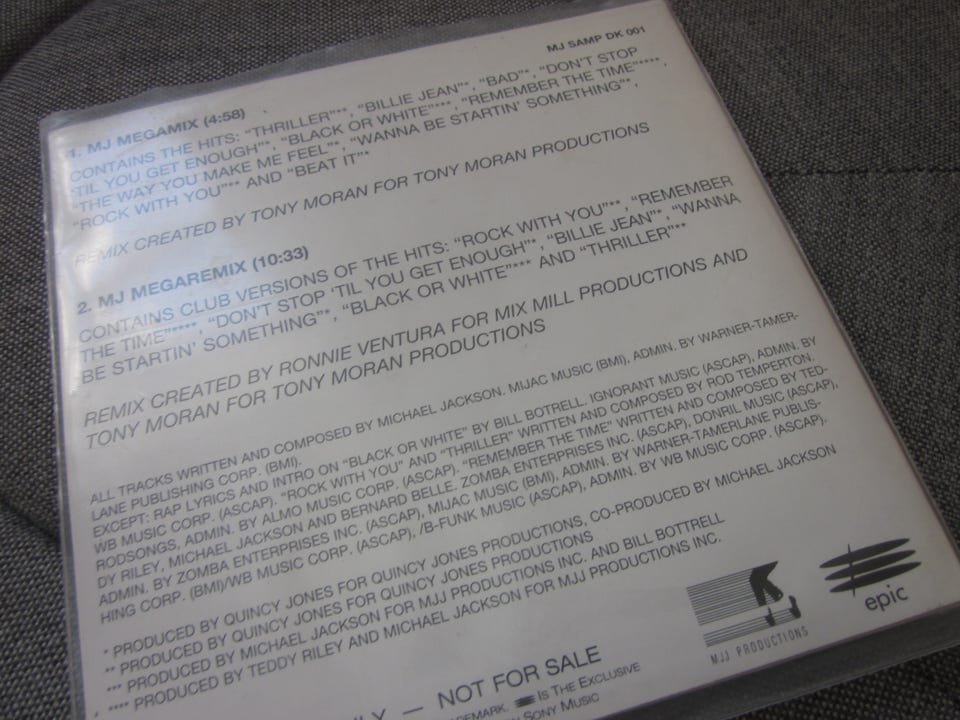 MJ SAMP DK 001
1. MJ MEGAMIX (4:58)
CONTAINS THE HITS: "THRILLER"**, "BILLIE JEAN"*, "BAD"*, "DON'T STOP
'TIL YOU GET ENOUGH"*, "BLACK OR WHITE"***, "REMEMBER THE TIME"****,
"THE WAY YOU MAKE ME FEEL"*, "WANNA BE STARTIN' SOMETHING"*,
"ROCK WITH YOU"** AND "BEAT IT"*
REMIX CREATED BY TONY MORAN FOR TONY MORAN PRODUCTIONS
2. MJ MEGAREMIX (10:33)
CONTAINS CLUB VERSIONS OF THE HITS: "ROCK WITH YOU"**, "REMEMBER
THE TIME"****, "DON'T STOP 'TIL YOU GET ENOUGH"*, "BILLIE JEAN"*, "WANNA
BE STARTIN' SOMETHING"*, "BLACK OR WHITE"*** AND "THRILLER"**
REMIX CREATED BY RONNIE VENTURA FOR MIX MILL PRODUCTIONS AND
TONY MORAN FOR TONY MORAN PRODUCTIONS
ALL TRACKS WRITTEN AND COMPOSED BY MICHAEL JACKSON. MIJAC MUSIC (BMI), ADMIN. BY WARNER-TAMER-
LANE PUBLISHING CORP. (BMI).
EXCEPT: RAP LYRICS AND INTRO ON "BLACK OR WHITE" BY BILL BOTRELL. IGNORANT MUSIC (ASCAP), ADMIN. BY
WB MUSIC CORP. (ASCAP). "ROCK WITH YOU" AND "THRILLER" WRITTEN AND COMPOSED BY ROD TEMPERTON.
RODSONGS, ADMIN. BY ALMO MUSIC CORP. (ASCAP). "REMEMBER THE TIME" WRITTEN AND COMPOSED BY TED-
DY RILEY, MICHAEL JACKSON AND BERNARD BELLE. ZOMBA ENTERPRISES INC. (ASCAP), DONRIL MUSIC (ASCAP),
ADMIN. BY ZOMBA ENTERPRISES INC. (ASCAP), MIJAC MUSIC (BMI), ADMIN. BY WARNER-TAMERLANE PUBLIS-
HING CORP. (BMI)/WB MUSIC CORP. (ASCAP), /B-FUNK MUSIC (ASCAP), ADMIN. BY WB MUSIC CORP. (ASCAP).
* PRODUCED BY QUINCY JONES FOR QUINCY JONES PRODUCTIONS, CO-PRODUCED BY MICHAEL JACKSON
** PRODUCED BY QUINCY JONES FOR QUINCY JONES PRODUCTIONS
*** PRODUCED BY MICHAEL JACKSON FOR MJJ PRODUCTIONS INC. AND BILL BOTTRELL
**** PRODUCED BY TEDDY RILEY AND MICHAEL JACKSON FOR MJJ PRODUCTIONS INC.
MJJ PRODUCTIONS
epic
— NOT FOR SALE
IS THE EXCLUSIVE
SONY MUSIC